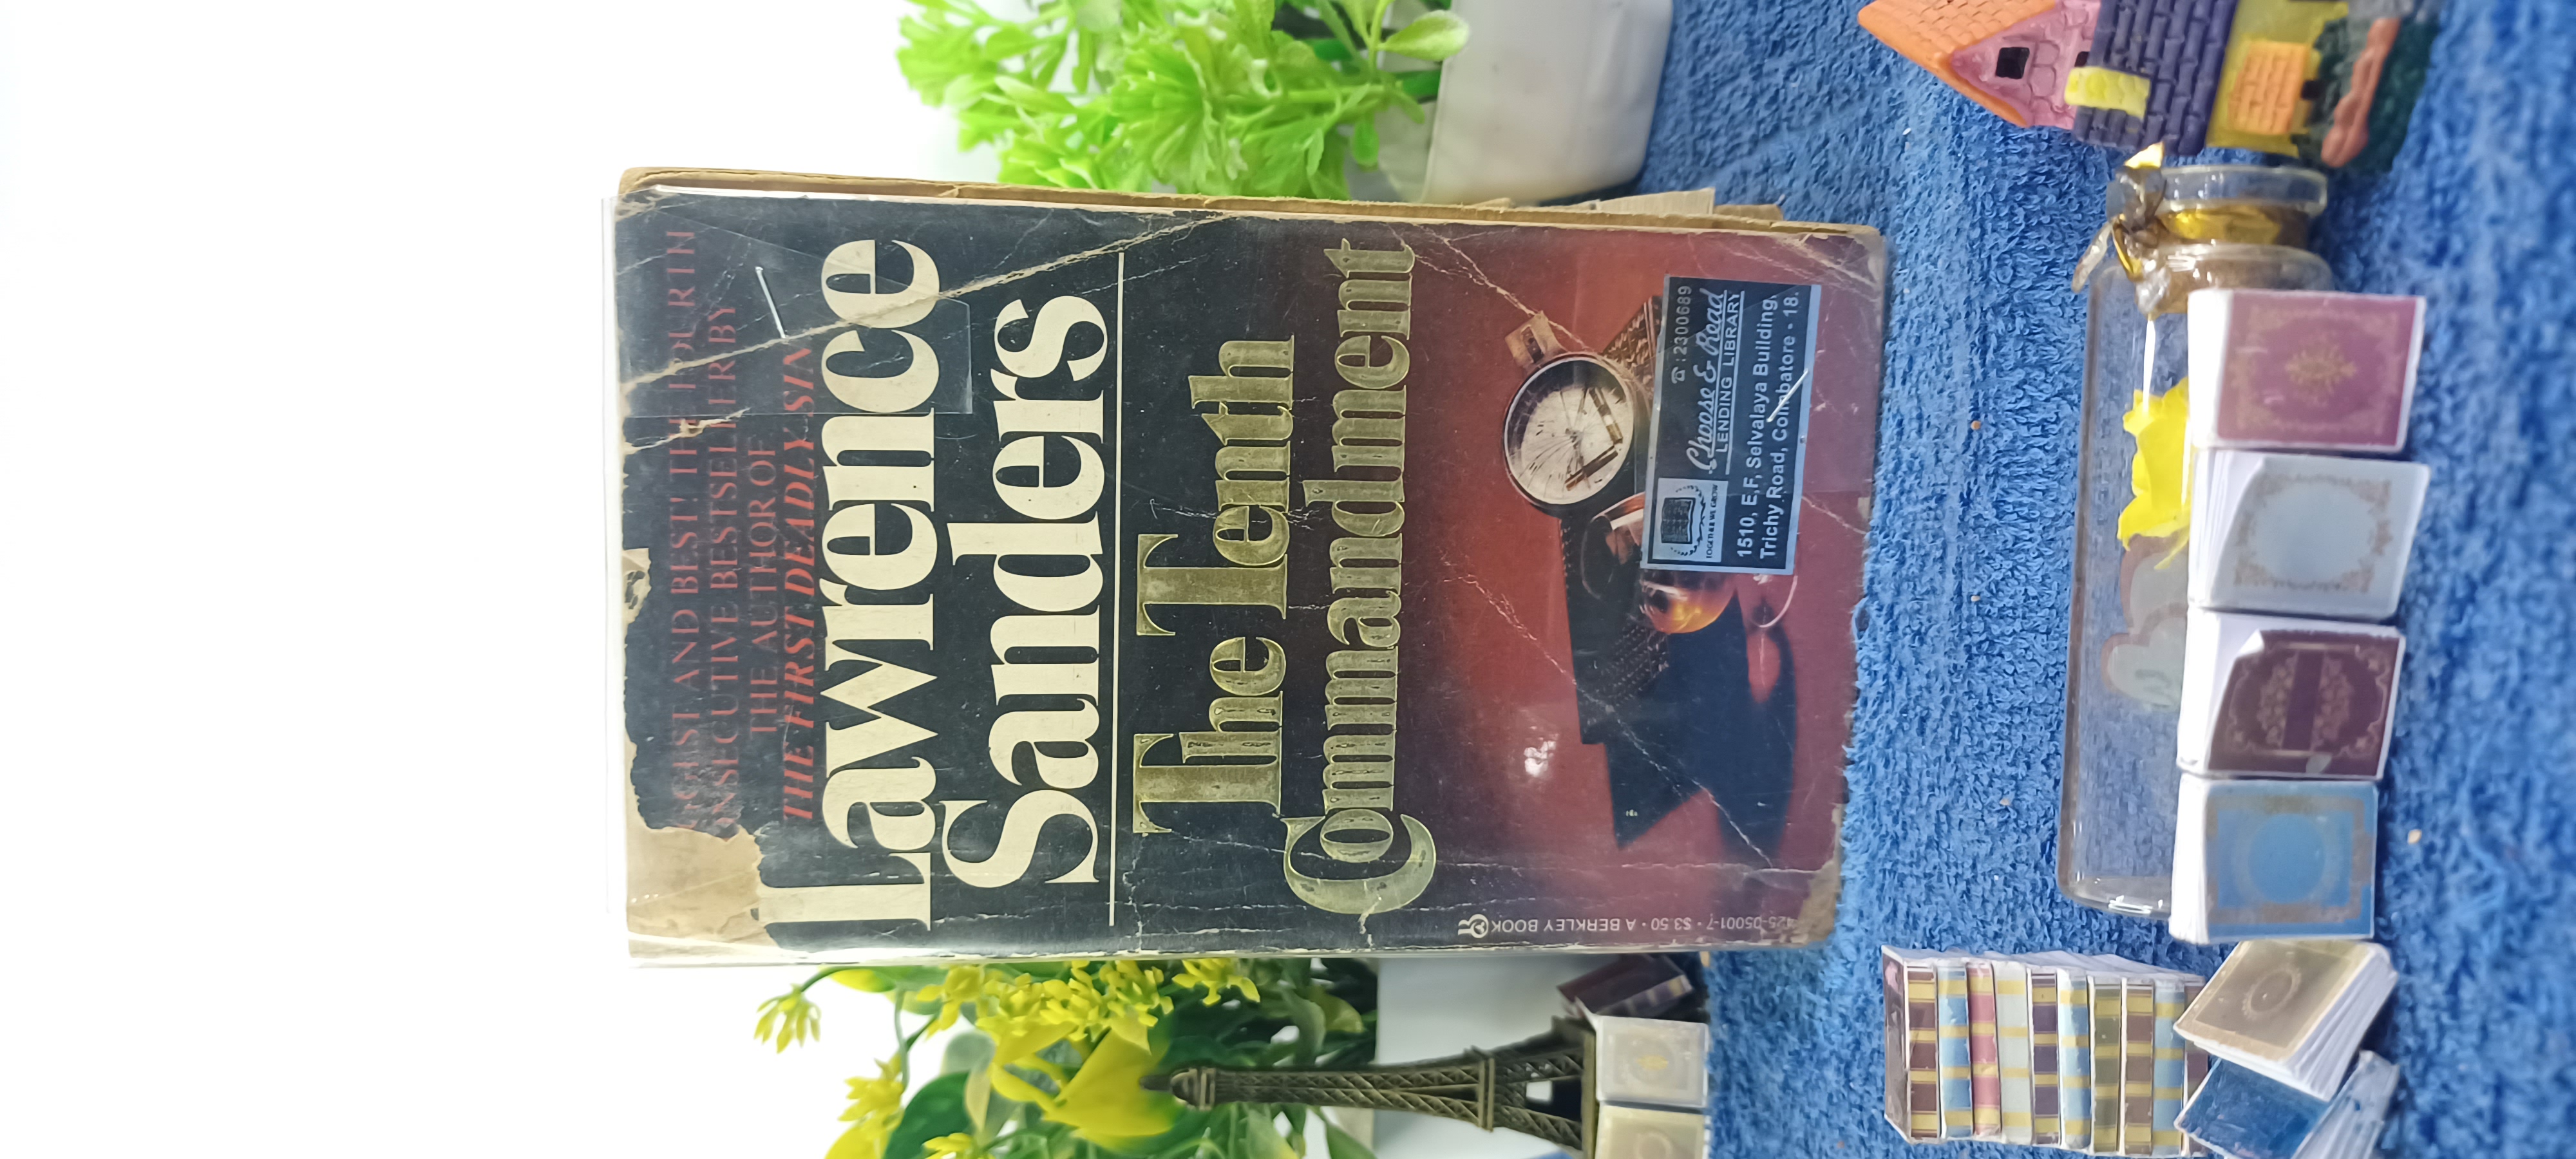 AND BEST! THE FOURTH
BESTSELLER BY
THE AUTHOR OF
THE FIRST DEADLY SIN
Lawrence
Sanders
The Tenth
Commandment
☎ : 2300689
Choose & Read
LENDING LIBRARY
1510, E,F, Selvalaya Building,
Trichy Road, Coimbatore - 18.
425-05001-7 • $3.50 • A BERKLEY BOOK